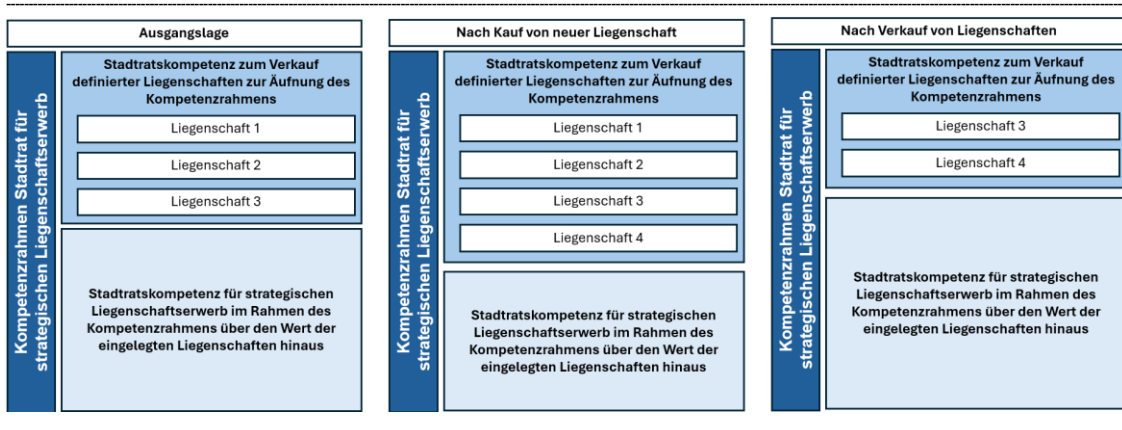 Ausgangslage
Kompetenzrahmen Stadtrat für
strategischen Liegenschaftserwerb
Stadtratskompetenz zum Verkauf
definierter Liegenschaften zur Äufnung des
Kompetenzrahmens
Liegenschaft 1
Liegenschaft 2
Liegenschaft 3
Stadtratskompetenz für strategischen
Liegenschaftserwerb im Rahmen des
Kompetenzrahmens über den Wert der
eingelegten Liegenschaften hinaus
Nach Kauf von neuer Liegenschaft
Kompetenzrahmen Stadtrat für
strategischen Liegenschaftserwerb
Stadtratskompetenz zum Verkauf
definierter Liegenschaften zur Äufnung des
Kompetenzrahmens
Liegenschaft 1
Liegenschaft 2
Liegenschaft 3
Liegenschaft 4
Stadtratskompetenz für strategischen
Liegenschaftserwerb im Rahmen des
Kompetenzrahmens über den Wert der
eingelegten Liegenschaften hinaus
Nach Verkauf von Liegenschaften
Kompetenzrahmen Stadtrat für
strategischen Liegenschaftserwerb
Stadtratskompetenz zum Verkauf
definierter Liegenschaften zur Äufnung des
Kompetenzrahmens
Liegenschaft 3
Liegenschaft 4
Stadtratskompetenz für strategischen
Liegenschaftserwerb im Rahmen des
Kompetenzrahmens über den Wert der
eingelegten Liegenschaften hinaus